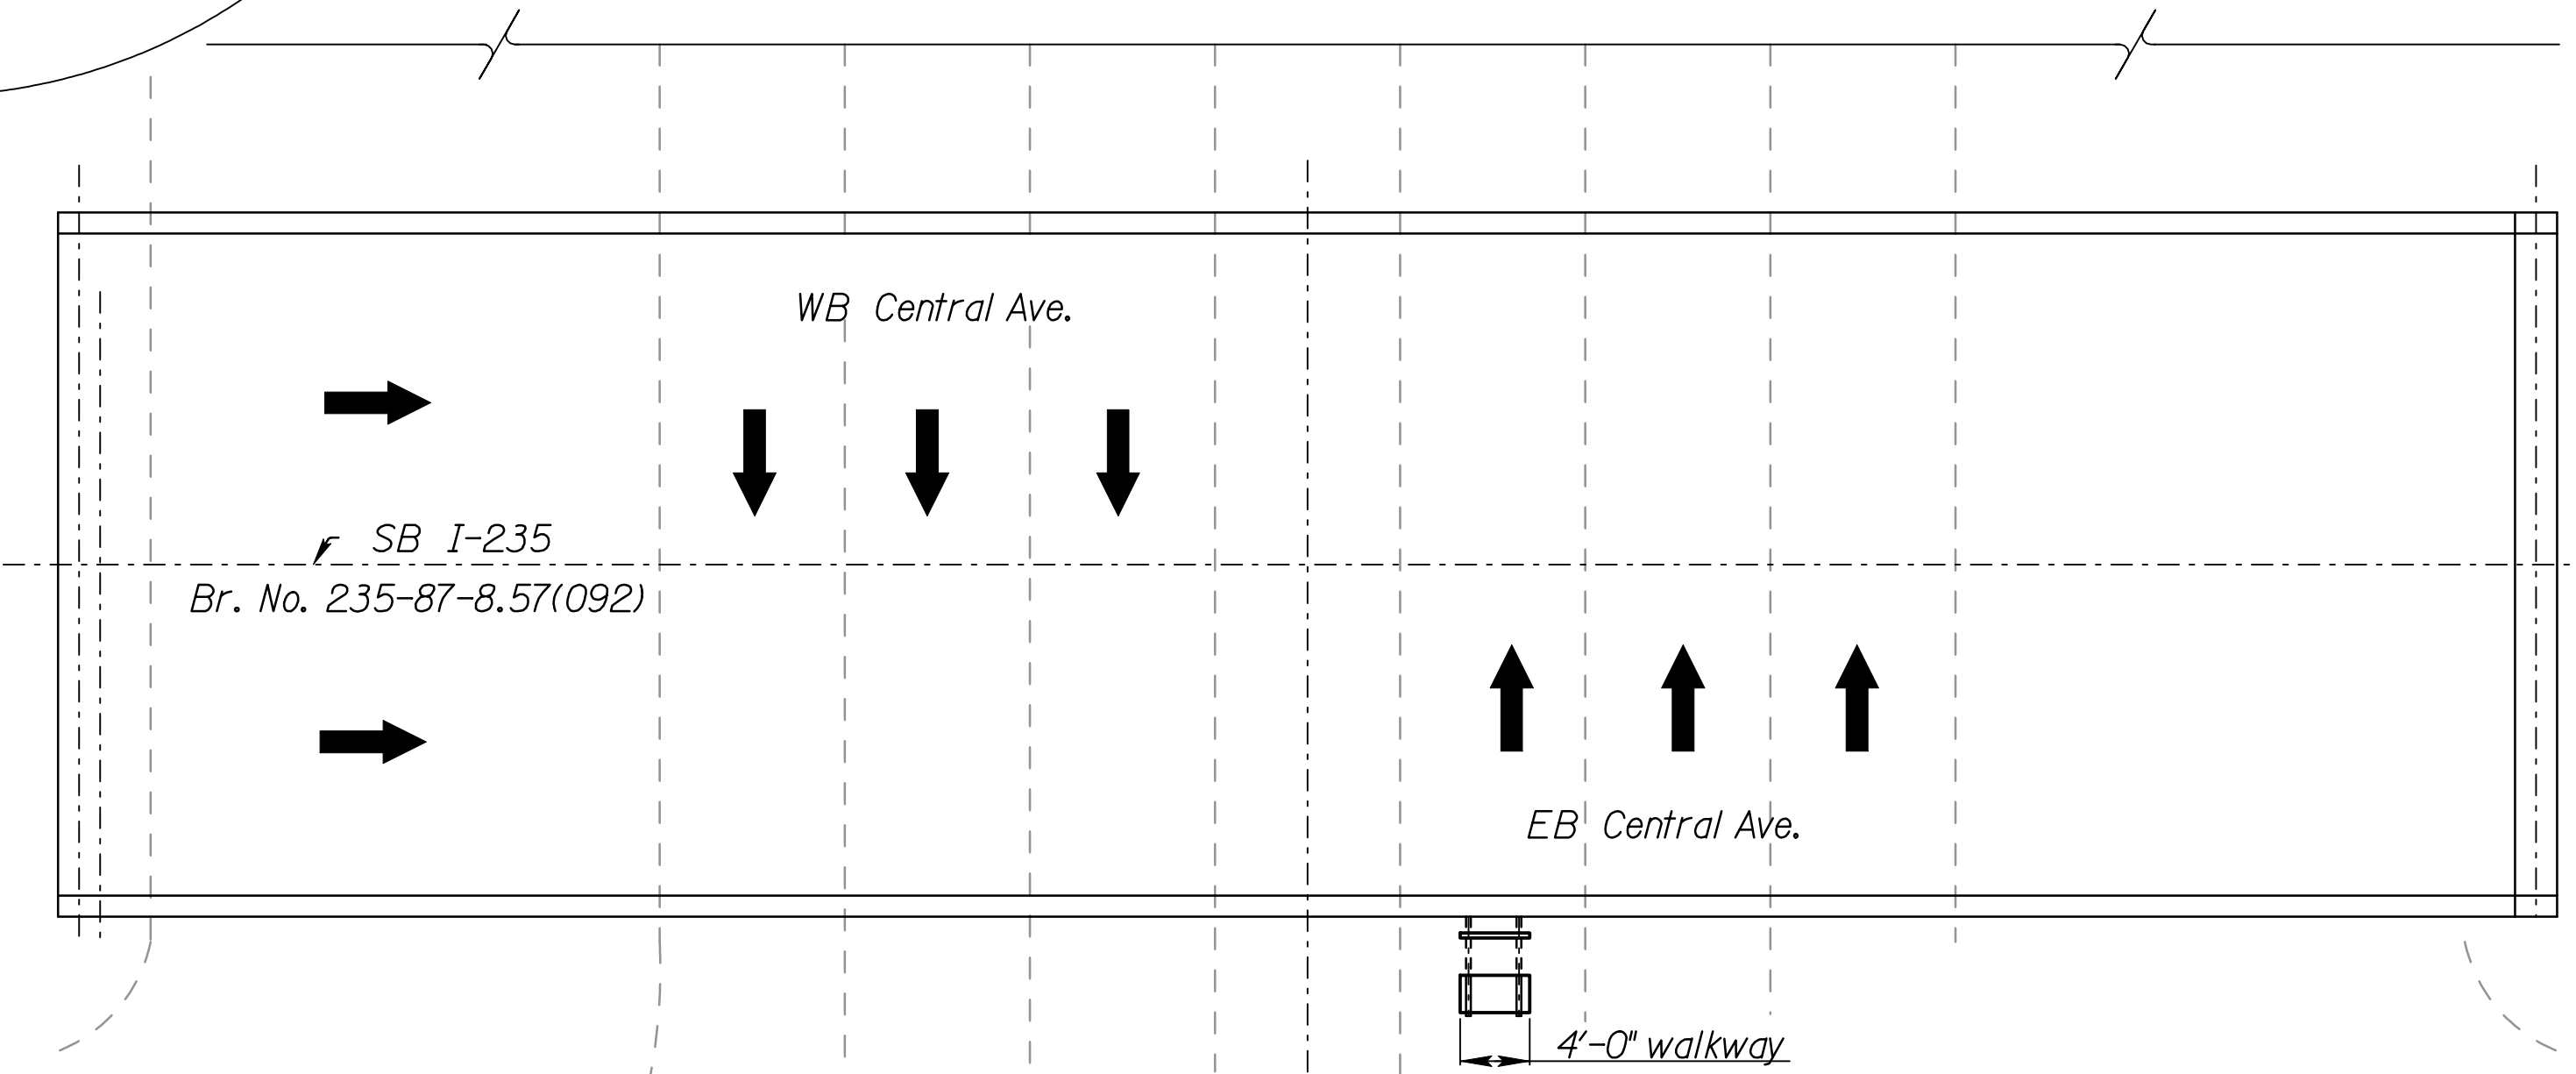 WB Central Ave.
SB I-235
Br. No. 235-87-8.57(092)
EB Central Ave.
4'-0" walkway